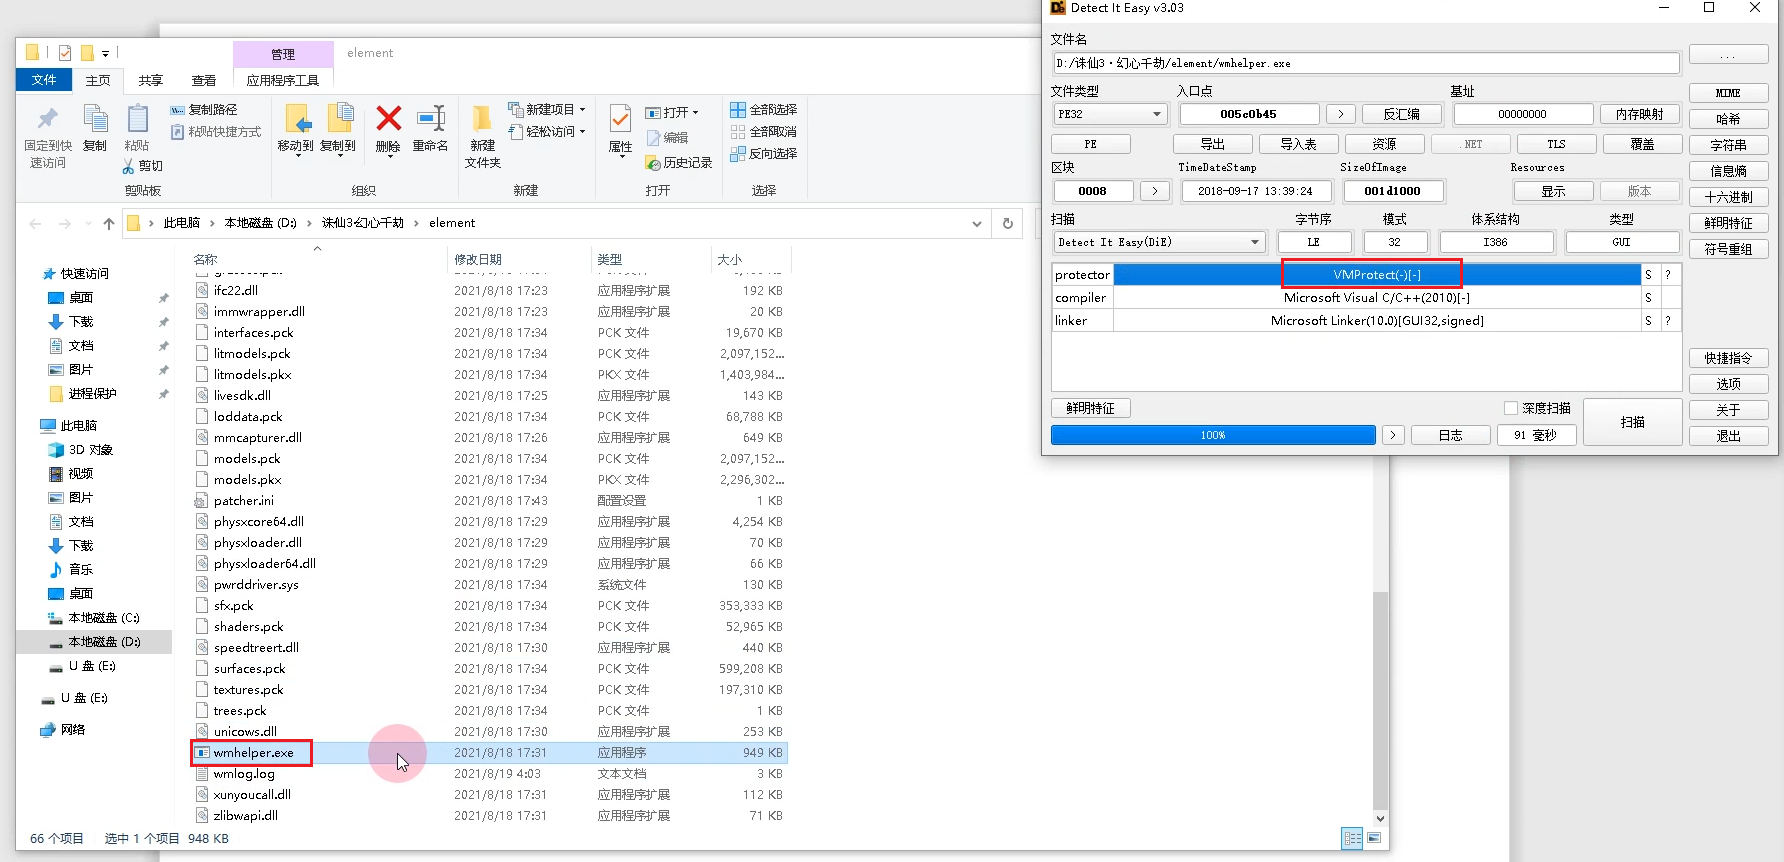 管理
element
文件
主页
共享
查看
应用程序工具
固定到快
速访问
复制
粘贴
复制路径
粘贴快捷方式
剪切
剪贴板
移动到
复制到
删除
重命名
组织
新建
文件夹
新建项目
轻松访问
新建
属性
打开
编辑
历史记录
打开
全部选择
全部取消
反向选择
选择
此电脑 › 本地磁盘 (D:) › 诛仙3·幻心千劫 › element
快速访问
桌面
下载
文档
图片
进程保护
此电脑
3D 对象
视频
图片
文档
下载
音乐
桌面
本地磁盘 (C:)
本地磁盘 (D:)
U 盘 (E:)
U 盘 (E:)
网络
名称 修改日期 类型 大小
ifc22.dll 2021/8/18 17:23 应用程序扩展 192 KB
immwrapper.dll 2021/8/18 17:23 应用程序扩展 20 KB
interfaces.pck 2021/8/18 17:34 PCK 文件 19,670 KB
litmodels.pck 2021/8/18 17:34 PCK 文件 2,097,152...
litmodels.pkx 2021/8/18 17:34 PKX 文件 1,403,984...
livesdk.dll 2021/8/18 17:25 应用程序扩展 143 KB
loddata.pck 2021/8/18 17:34 PCK 文件 68,788 KB
mmcapturer.dll 2021/8/18 17:26 应用程序扩展 649 KB
models.pck 2021/8/18 17:34 PCK 文件 2,097,152...
models.pkx 2021/8/18 17:34 PKX 文件 2,296,302...
patcher.ini 2021/8/18 17:43 配置设置 1 KB
physxcore64.dll 2021/8/18 17:29 应用程序扩展 4,254 KB
physxloader.dll 2021/8/18 17:29 应用程序扩展 70 KB
physxloader64.dll 2021/8/18 17:29 应用程序扩展 66 KB
pwrddriver.sys 2021/8/18 17:34 系统文件 130 KB
sfx.pck 2021/8/18 17:34 PCK 文件 353,333 KB
shaders.pck 2021/8/18 17:34 PCK 文件 52,965 KB
speedtreert.dll 2021/8/18 17:30 应用程序扩展 440 KB
surfaces.pck 2021/8/18 17:34 PCK 文件 599,208 KB
textures.pck 2021/8/18 17:34 PCK 文件 197,310 KB
trees.pck 2021/8/18 17:34 PCK 文件 1 KB
unicows.dll 2021/8/18 17:30 应用程序扩展 253 KB
wmhelper.exe 2021/8/18 17:31 应用程序 949 KB
wmlog.log 2021/8/19 4:03 文本文档 3 KB
xunyoucall.dll 2021/8/18 17:31 应用程序扩展 112 KB
zlibwapi.dll 2021/8/18 17:31 应用程序扩展 71 KB
66 个项目 选中 1 个项目 948 KB
Detect It Easy v3.03
文件名
D:/诛仙3·幻心千劫/element/wmhelper.exe
...
文件类型 入口点 基址
MIME
PE32 005c0b45 > 反汇编 00000000 内存映射
哈希
PE 导出 导入表 资源 .NET TLS 覆盖
字符串
区块 TimeDateStamp SizeOfImage Resources
信息熵
0008 > 2018-09-17 13:39:24 001d1000 显示 版本
十六进制
扫描 字节序 模式 体系结构 类型
鲜明特征
Detect It Easy(DiE) LE 32 I386 GUI
符号重组
protector VMProtect(-)[-] S ?
compiler Microsoft Visual C/C++(2010)[-] S
linker Microsoft Linker(10.0)[GUI32,signed] S ?
快捷指令
选项
鲜明特征 深度扫描 扫描
关于
100% > 日志 91 毫秒
退出